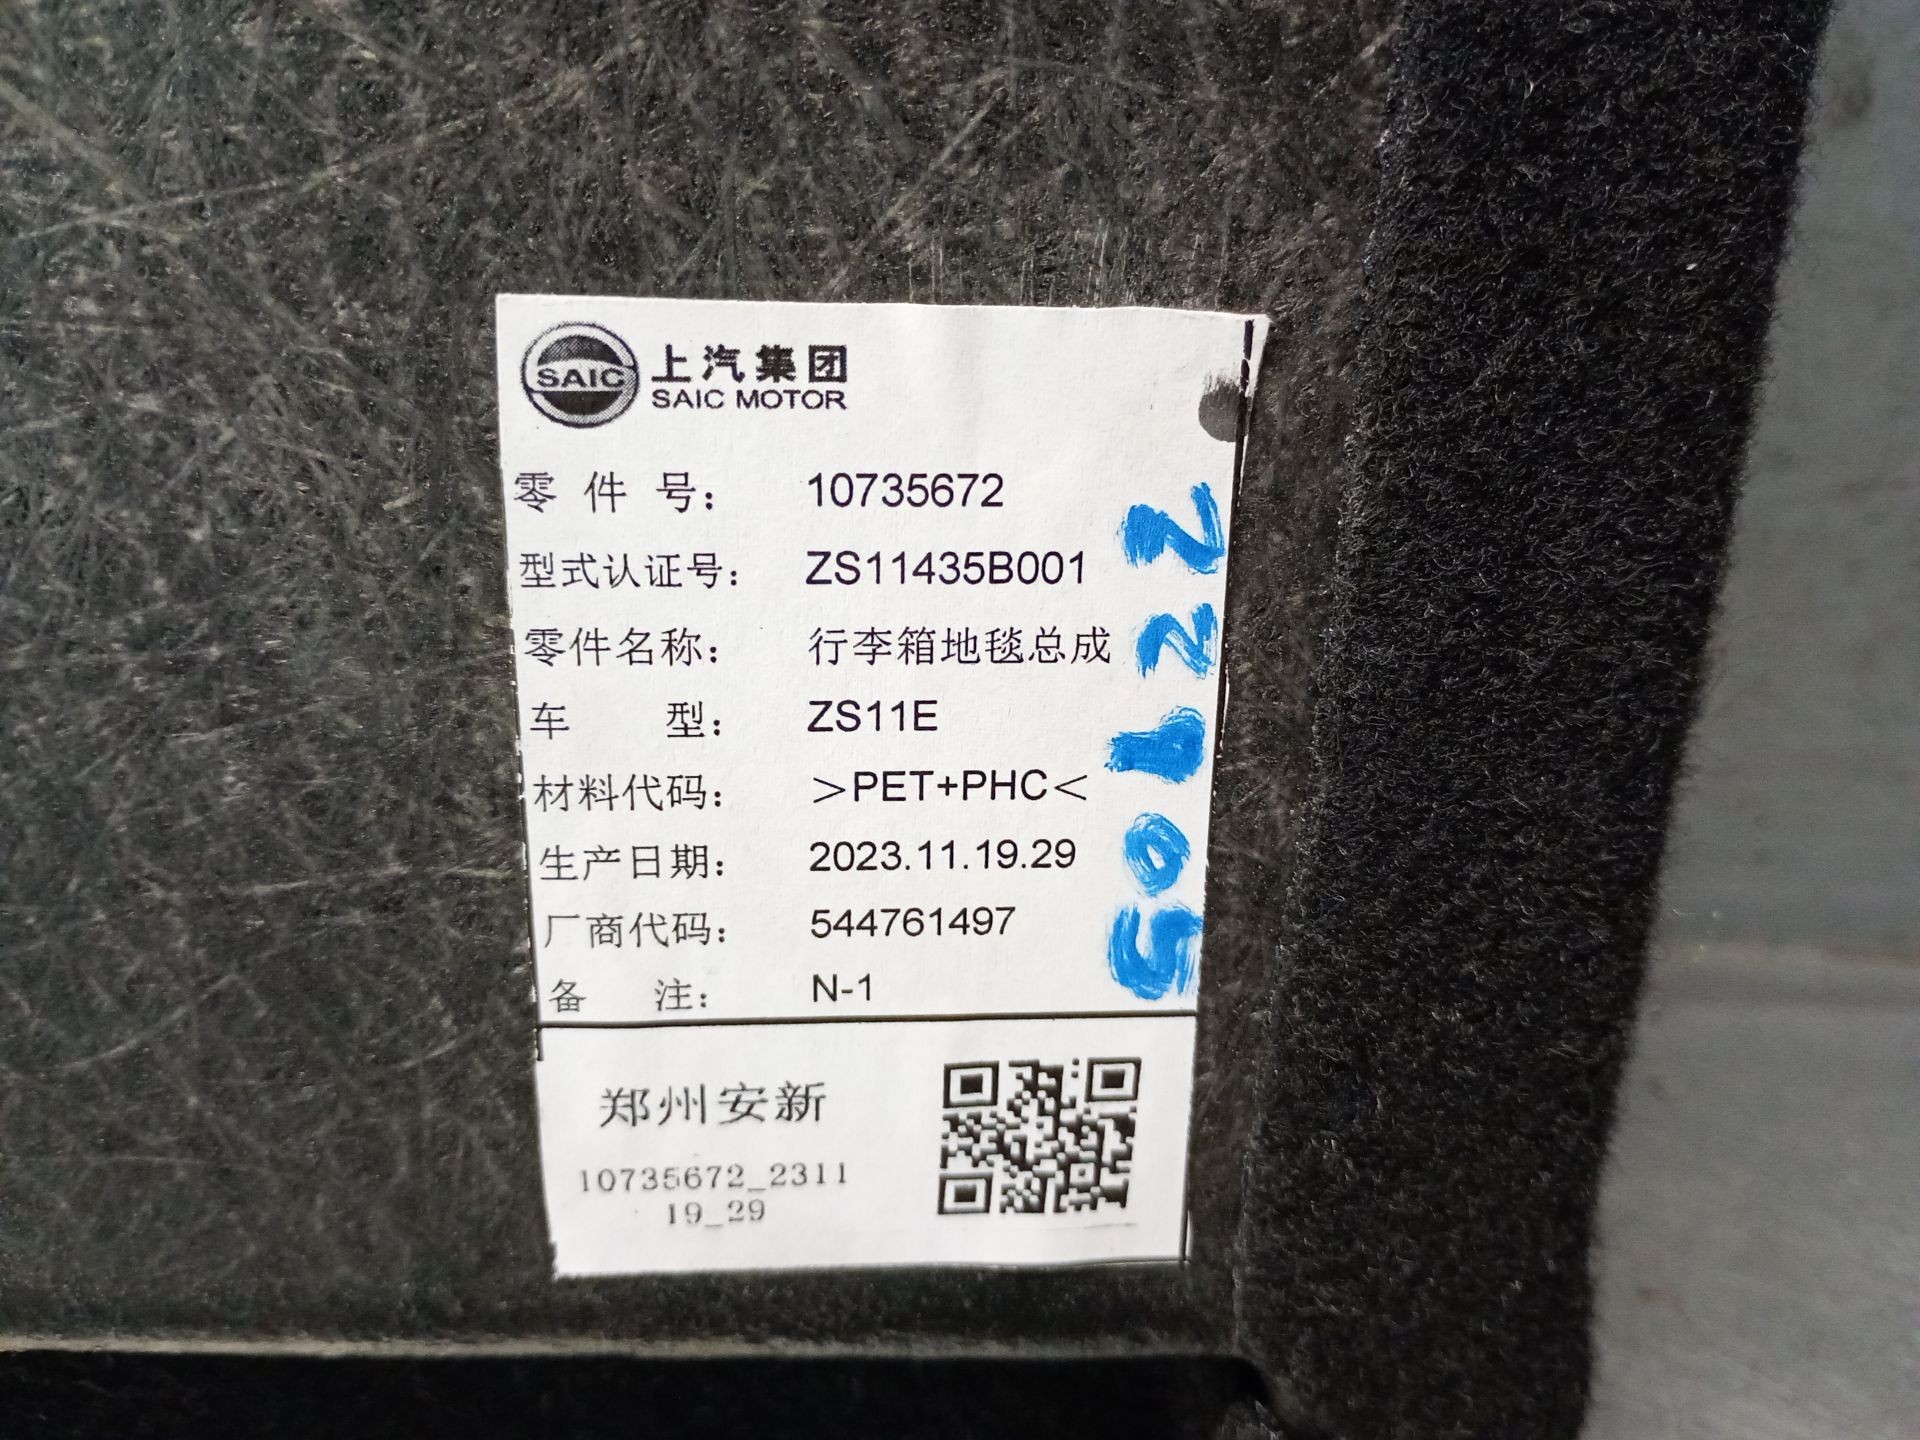 SAIC
上汽集团
SAIC MOTOR
零件号： 10735672
型式认证号： ZS11435B001
零件名称： 行李箱地毯总成
车型： ZS11E
材料代码： >PET+PHC<
生产日期： 2023.11.19.29
厂商代码： 544761497
备注： N-1
郑州安新
10735672_2311
19_29
22905